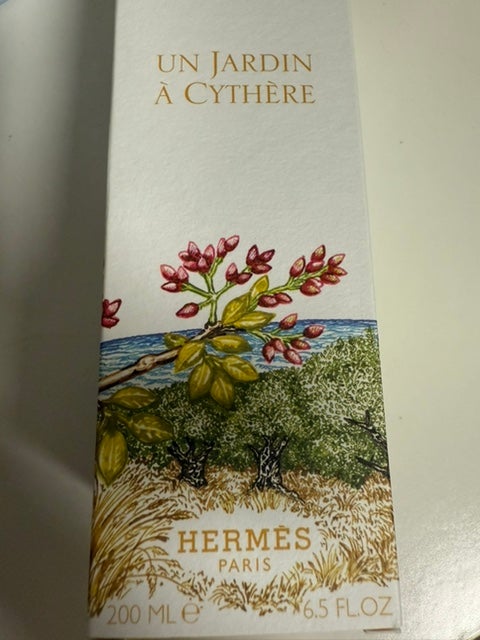 UN JARDIN
À CYTHÈRE
HERMÈS
PARIS
200 ML ℮ 6.5 FL.OZ